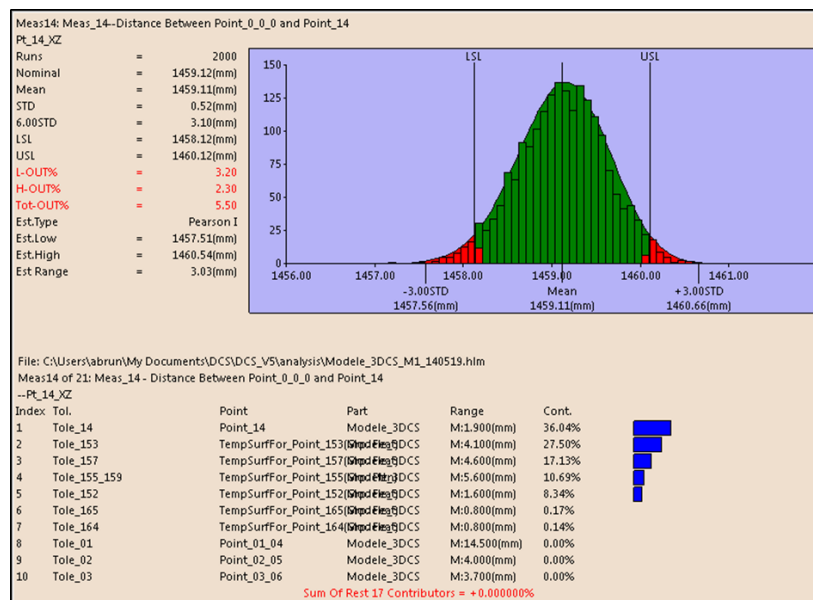 Meas14: Meas_14--Distance Between Point_0_0_0 and Point_14
Pt_14_XZ
Runs = 2000
Nominal = 1459.12(mm)
Mean = 1459.11(mm)
STD = 0.52(mm)
6.00STD = 3.10(mm)
LSL = 1458.12(mm)
USL = 1460.12(mm)
L-OUT% = 3.20
H-OUT% = 2.30
Tot-OUT% = 5.50
Est.Type Pearson I
Est.Low = 1457.51(mm)
Est.High = 1460.54(mm)
Est Range = 3.03(mm)
LSL USL
150
125
100
75
50
25
0
1456.00 1457.00 1458.00 1459.00 1460.00 1461.00
-3.00STD Mean +3.00STD
1457.56(mm) 1459.11(mm) 1460.66(mm)
File: C:\Users\abrun\My Documents\DCS\DCS_V5\analysis\Modele_3DCS_M1_140519.hlm
Meas14 of 21: Meas_14 - Distance Between Point_0_0_0 and Point_14
--Pt_14_XZ
Index Tol. Point Part Range Cont.
1 Tole_14 Point_14 Modele_3DCS M:1.900(mm) 36.04%
2 Tole_153 TempSurfFor_Point_153 M:4.100(mm) 27.50%
3 Tole_157 TempSurfFor_Point_157 M:4.600(mm) 17.13%
4 Tole_155_159 TempSurfFor_Point_155 M:5.600(mm) 10.69%
5 Tole_152 TempSurfFor_Point_152 M:1.600(mm) 8.34%
6 Tole_165 TempSurfFor_Point_165 M:0.800(mm) 0.17%
7 Tole_164 TempSurfFor_Point_164 M:0.800(mm) 0.14%
8 Tole_01 Point_01_04 Modele_3DCS M:14.500(mm) 0.00%
9 Tole_02 Point_02_05 Modele_3DCS M:4.000(mm) 0.00%
10 Tole_03 Point_03_06 Modele_3DCS M:3.700(mm) 0.00%
Sum Of Rest 17 Contributors = +0.000000%